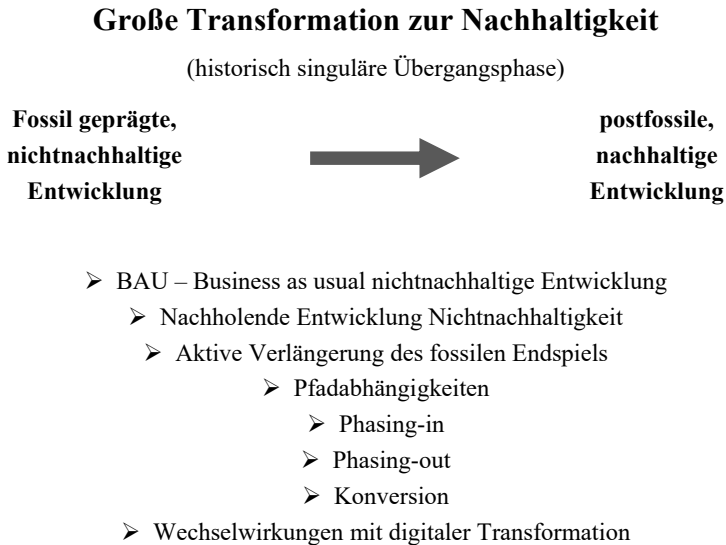 Große Transformation zur Nachhaltigkeit
(historisch singuläre Übergangsphase)
Fossil geprägte,
nichtnachhaltige
Entwicklung
postfossile,
nachhaltige
Entwicklung
➢ BAU – Business as usual nichtnachhaltige Entwicklung
➢ Nachholende Entwicklung Nichtnachhaltigkeit
➢ Aktive Verlängerung des fossilen Endspiels
➢ Pfadabhängigkeiten
➢ Phasing-in
➢ Phasing-out
➢ Konversion
➢ Wechselwirkungen mit digitaler Transformation